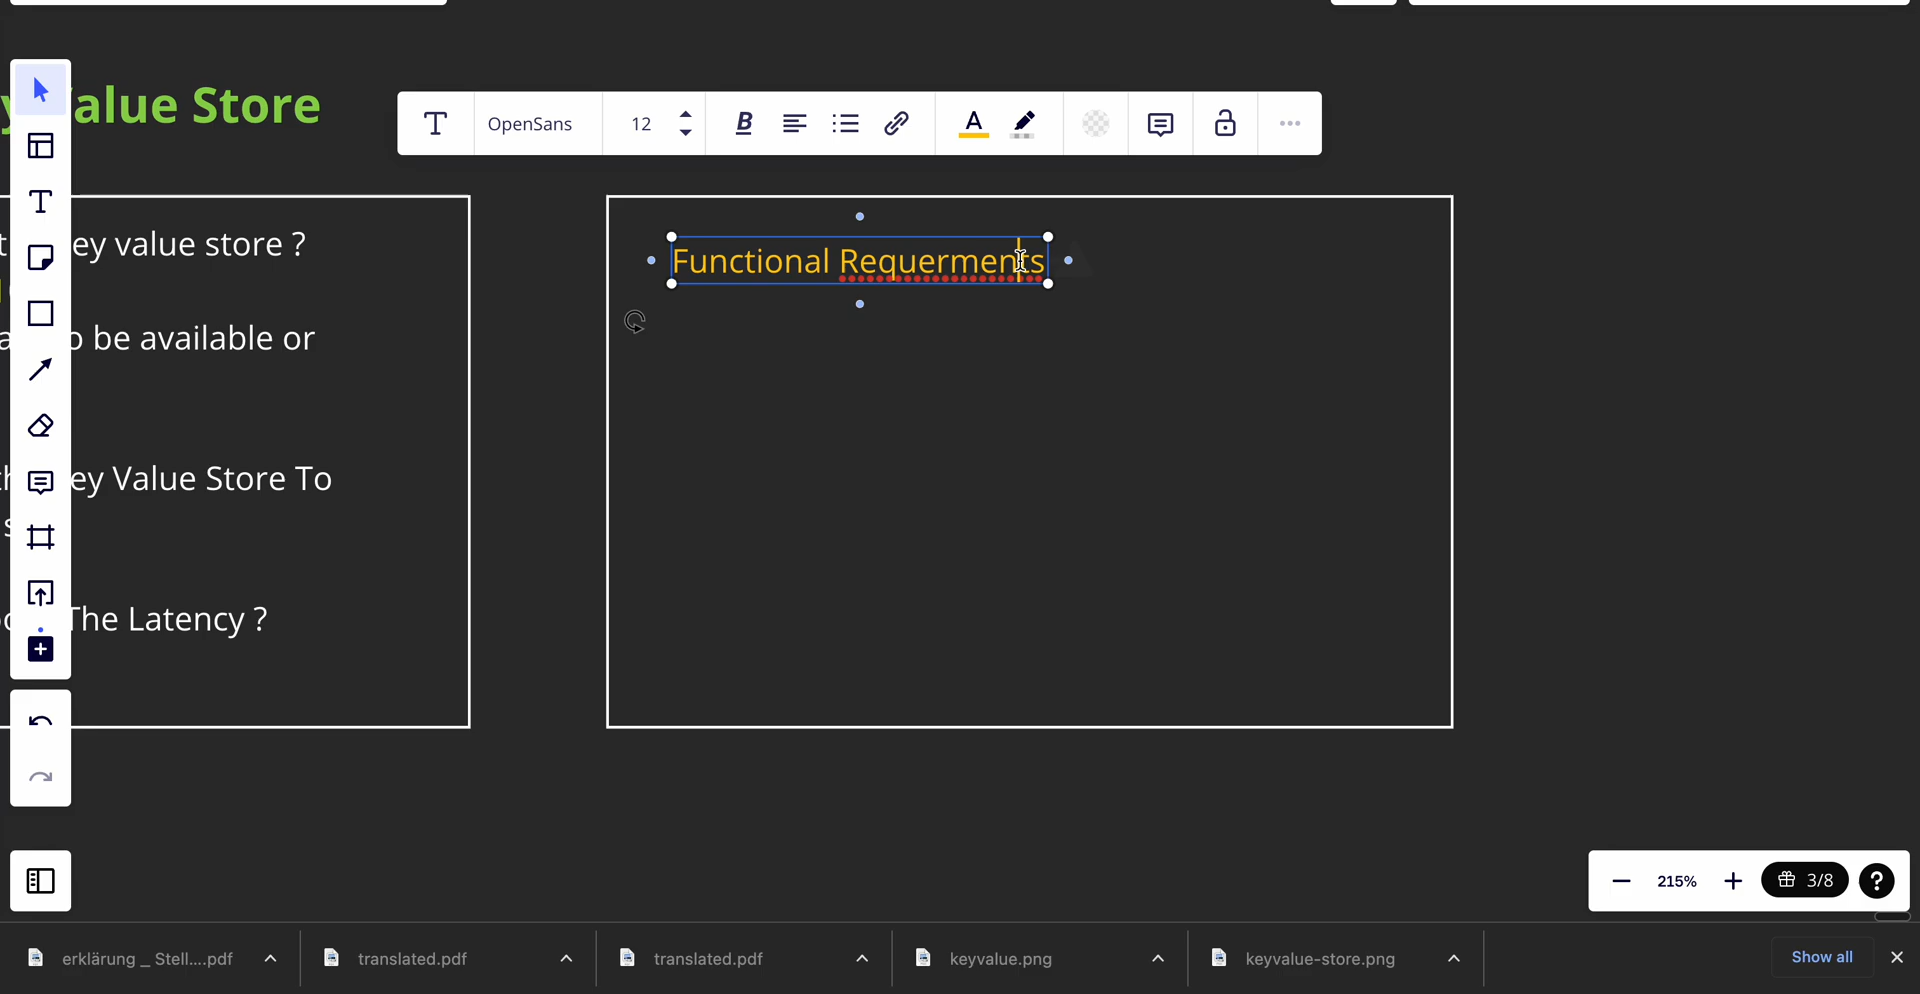 alue Store
OpenSans
12
B
A
ey value store ?
Functional Requerments
o be available or
ey Value Store To
The Latency ?
215%
3/8
?
erklärung _ Stell....pdf
translated.pdf
translated.pdf
keyvalue.png
keyvalue-store.png
Show all